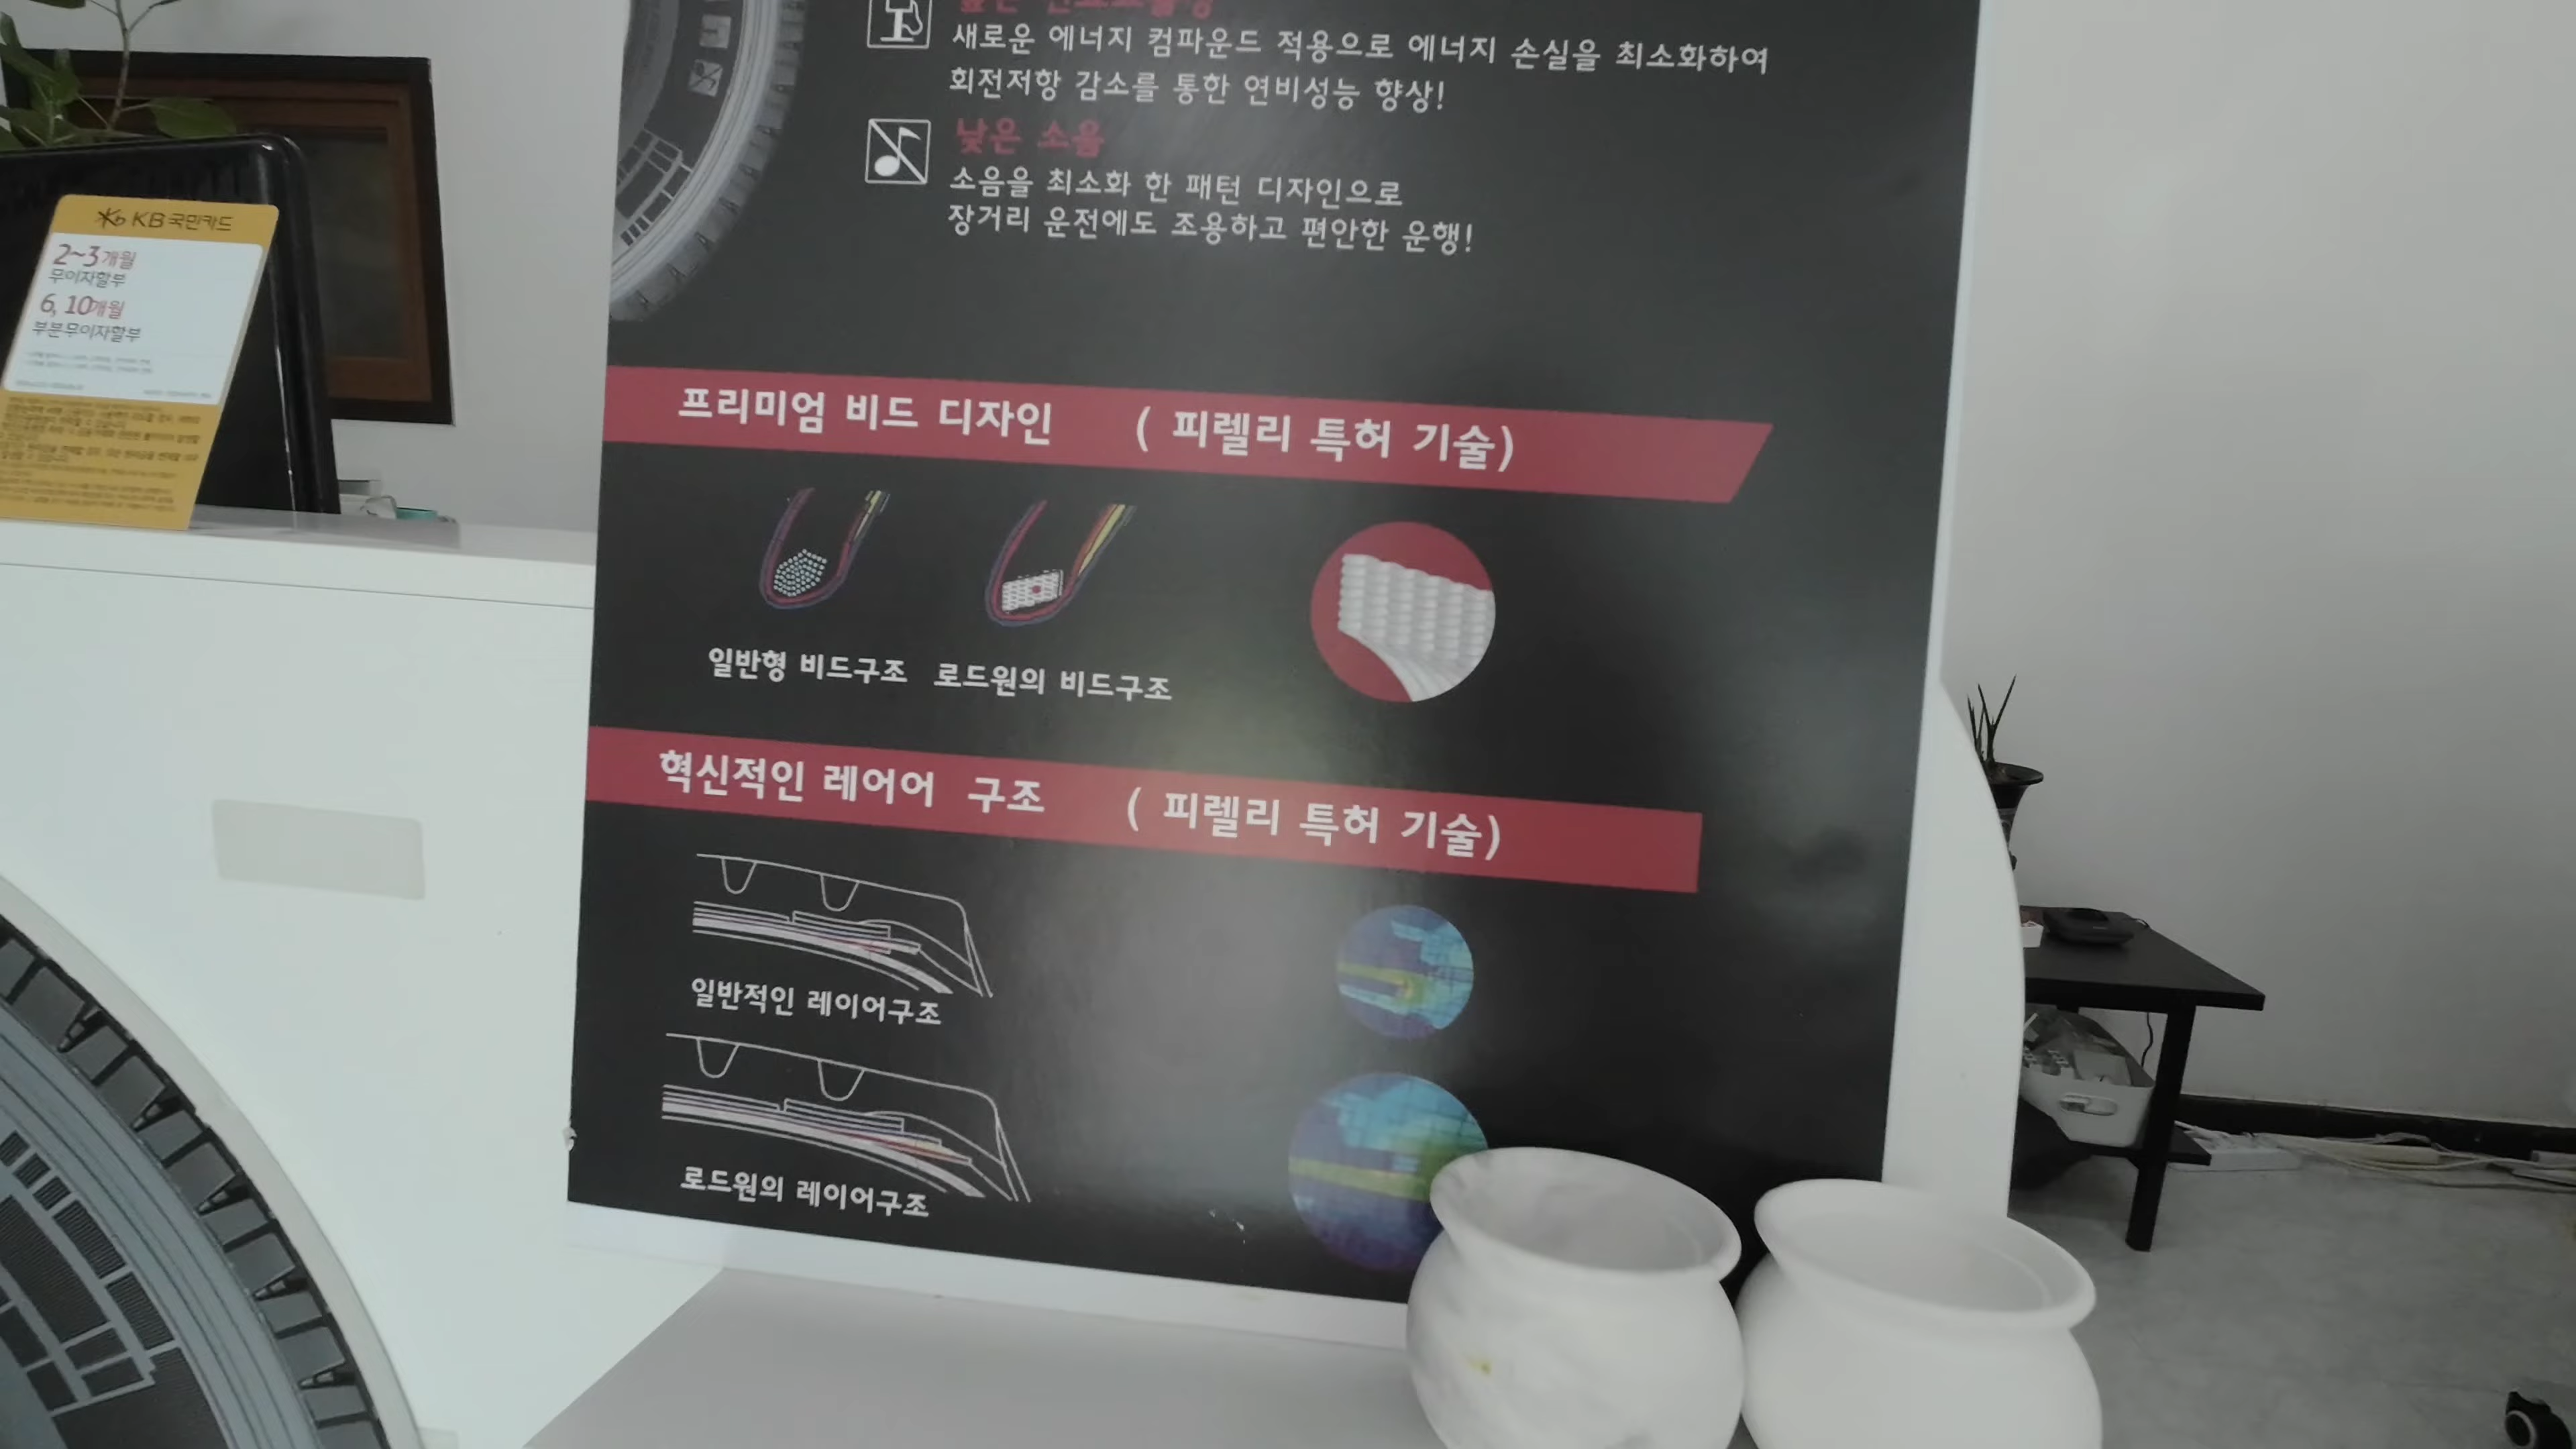 새로운 에너지 컴파운드 적용으로 에너지 손실을 최소화하여
회전저항 감소를 통한 연비성능 향상!
낮은 소음
소음을 최소화 한 패턴 디자인으로
장거리 운전에도 조용하고 편안한 운행!
KB국민카드
2~3개월
무이자할부
6, 10개월
부분무이자할부
프리미엄 비드 디자인 ( 피렐리 특허 기술)
일반형 비드구조 로드원의 비드구조
혁신적인 레어어 구조 ( 피렐리 특허 기술)
일반적인 레이어구조
로드원의 레이어구조